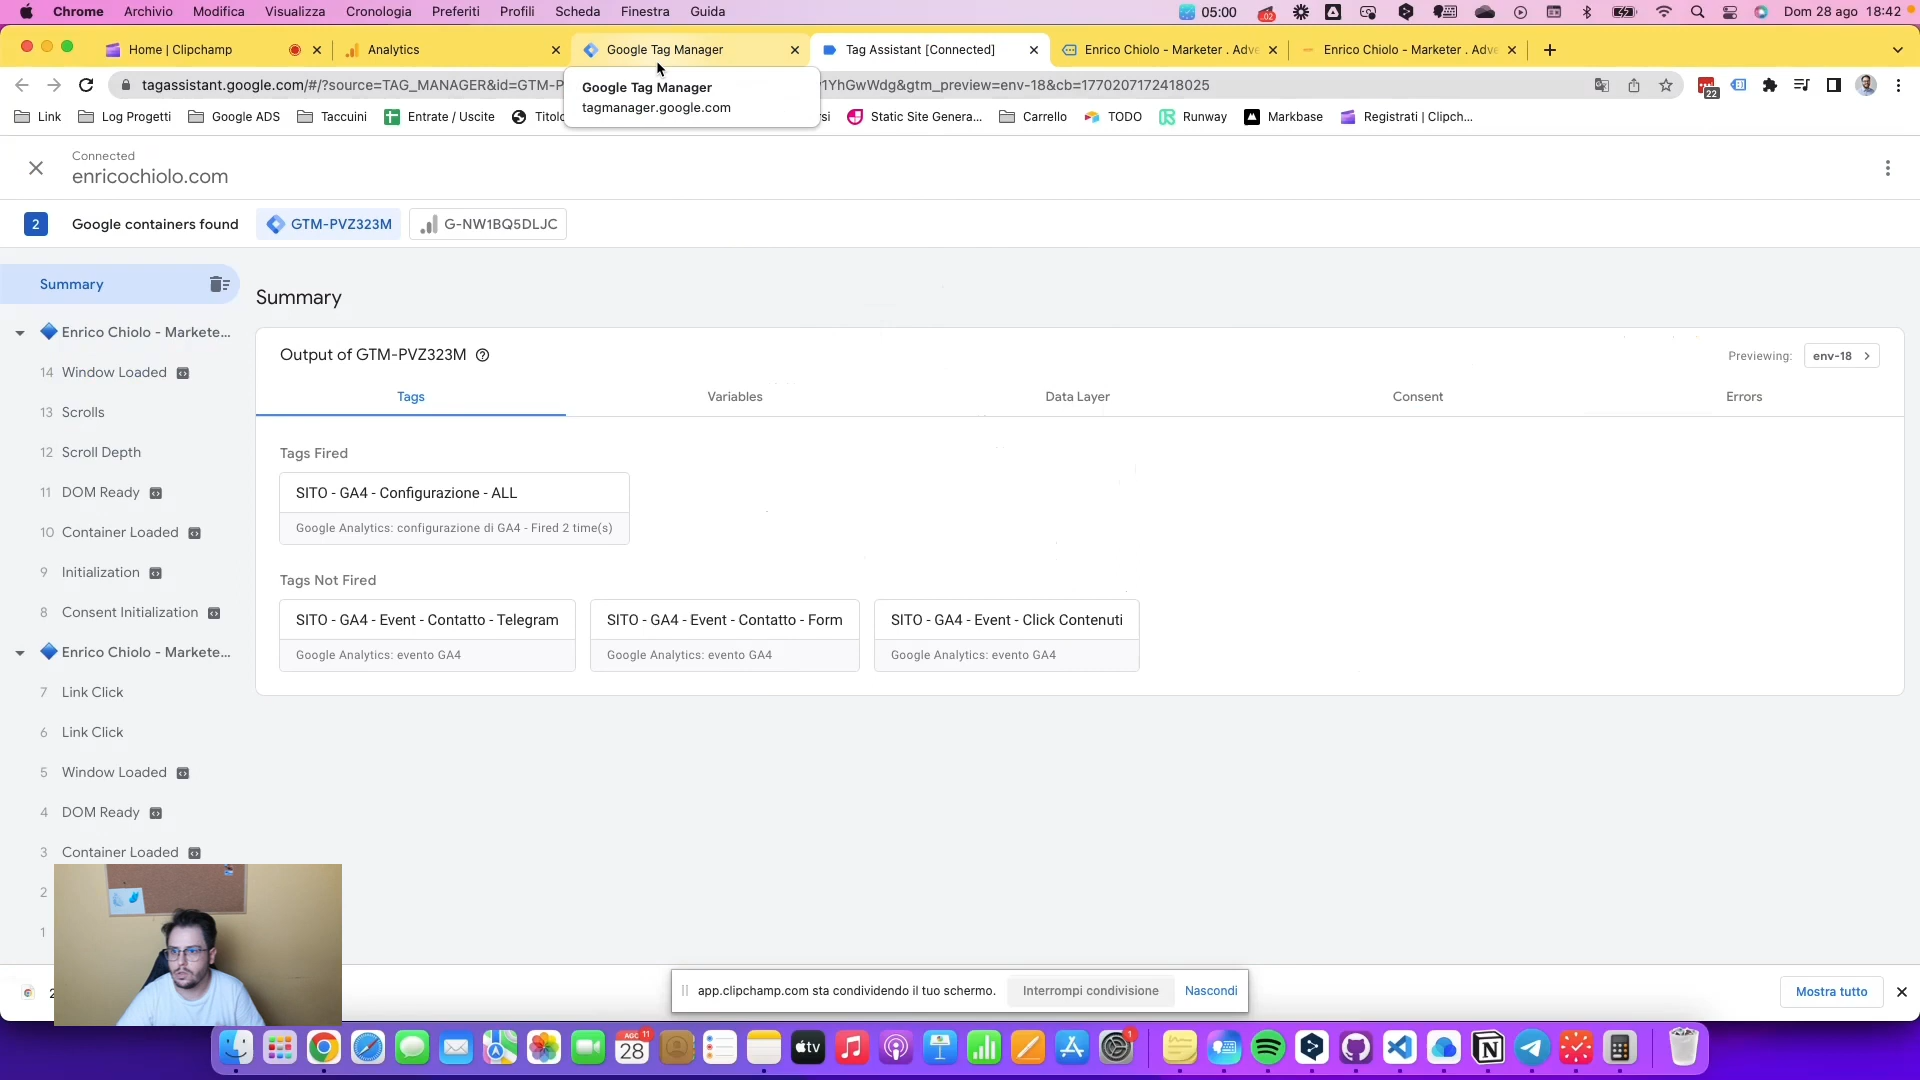 Chrome Archivio Modifica Visualizza Cronologia Preferiti Profili Scheda Finestra Guida 05:00 Dom 28 ago 18:42
Home | Clipchamp Analytics Google Tag Manager Tag Assistant [Connected] Enrico Chiolo - Marketer . Adve Enrico Chiolo - Marketer . Adve
tagassistant.google.com/#/?source=TAG_MANAGER&id=GTM-P 1YhGwWdg&gtm_preview=env-18&cb=1770207172418025 22
Google Tag Manager
tagmanager.google.com
Link Log Progetti Google ADS Taccuini Entrate / Uscite Static Site Genera... Carrello TODO Runway Markbase Registrati | Clipch...
Connected
enricochiolo.com
2 Google containers found GTM-PVZ323M G-NW1BQ5DLJC
Summary
Enrico Chiolo - Markete...
14 Window Loaded
13 Scrolls
12 Scroll Depth
11 DOM Ready
10 Container Loaded
9 Initialization
8 Consent Initialization
Enrico Chiolo - Markete...
7 Link Click
6 Link Click
5 Window Loaded
4 DOM Ready
3 Container Loaded
2
1
Summary
Output of GTM-PVZ323M
Previewing: env-18
Tags Variables Data Layer Consent Errors
Tags Fired
SITO - GA4 - Configurazione - ALL
Google Analytics: configurazione di GA4 - Fired 2 time(s)
Tags Not Fired
SITO - GA4 - Event - Contatto - Telegram
Google Analytics: evento GA4
SITO - GA4 - Event - Contatto - Form
Google Analytics: evento GA4
SITO - GA4 - Event - Click Contenuti
Google Analytics: evento GA4
app.clipchamp.com sta condividendo il tuo schermo. Interrompi condivisione Nascondi
Mostra tutto
AGO 28 11
tv
1